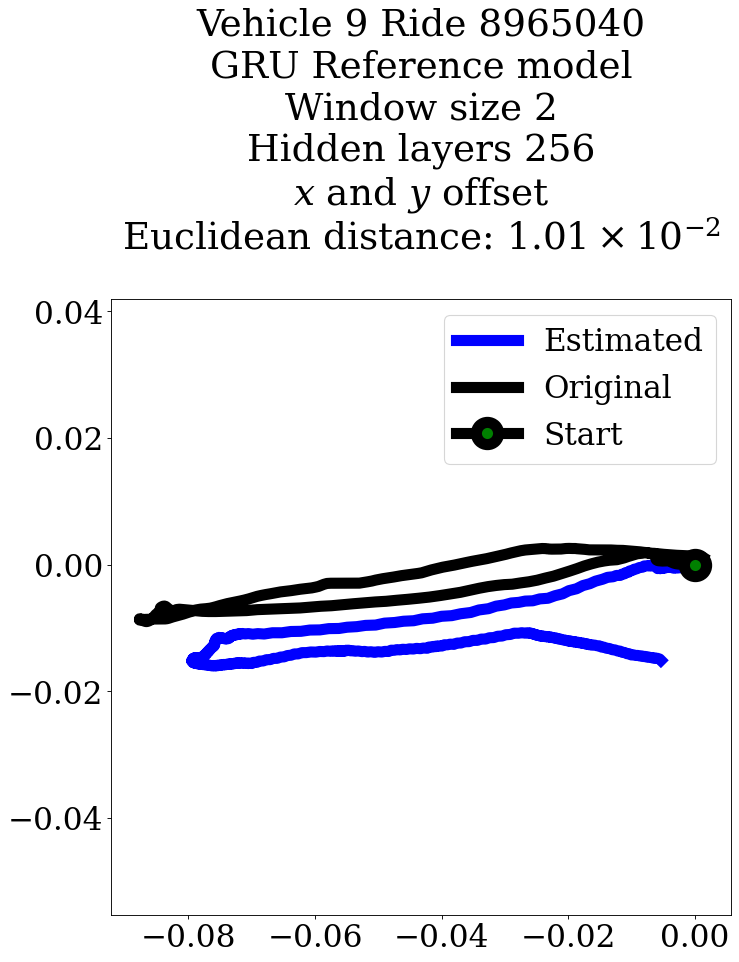 Vehicle 9 Ride 8965040
GRU Reference model
Window size 2
Hidden layers 256
x and y offset
Euclidean distance: 1.01 × 10⁻²
Estimated
Original
Start
0.04
0.02
0.00
−0.02
−0.04
−0.08
−0.06
−0.04
−0.02
0.00